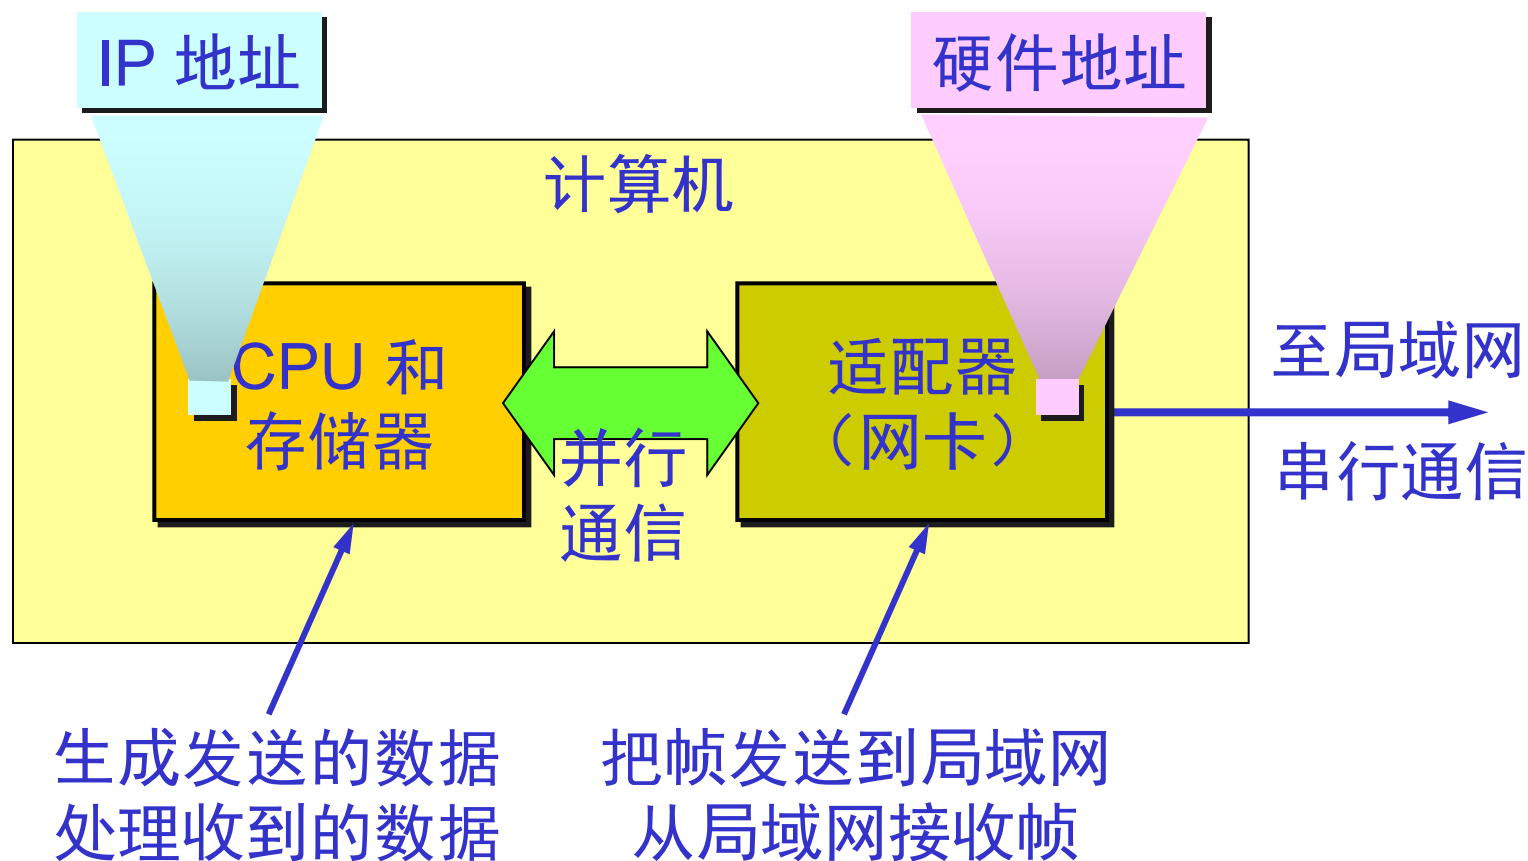 IP 地址
硬件地址
计算机
CPU 和
存储器
并行
通信
适配器
（网卡）
至局域网
串行通信
生成发送的数据
处理收到的数据
把帧发送到局域网
从局域网接收帧